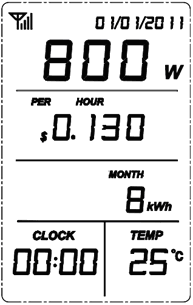 01/01/2011
800 W
PER HOUR
$0.130
MONTH
8 kWh
CLOCK TEMP
00:00 25°C